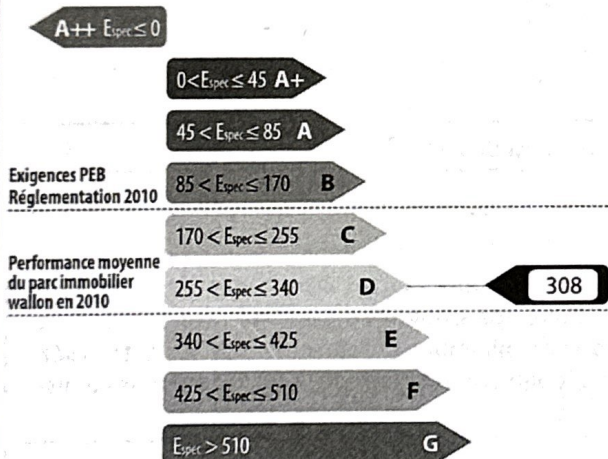 A++ Espec ≤ 0
0 < Espec ≤ 45 A+
45 < Espec ≤ 85 A
85 < Espec ≤ 170 B
Exigences PEB
Réglementation 2010
170 < Espec ≤ 255 C
Performance moyenne
du parc immobilier
wallon en 2010
255 < Espec ≤ 340 D
308
340 < Espec ≤ 425 E
425 < Espec ≤ 510 F
Espec > 510 G